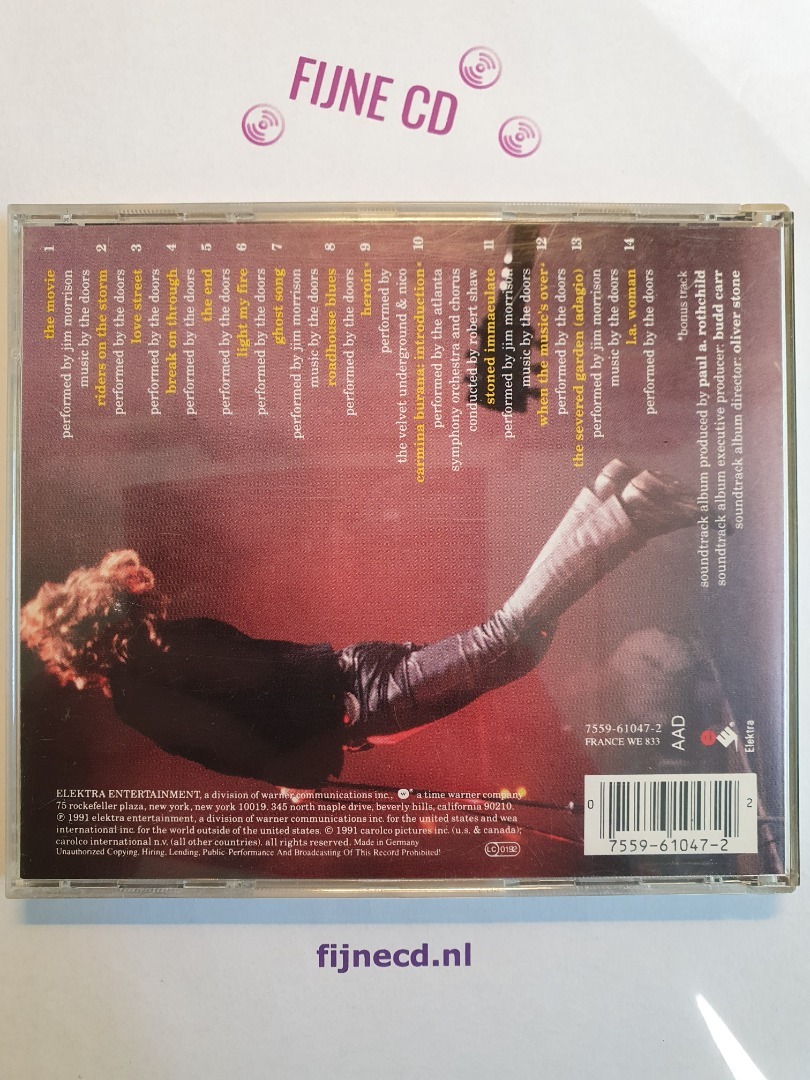 FIJNE CD
1 the movie
performed by jim morrison
music by the doors
2 riders on the storm
performed by the doors
3 love street
performed by the doors
4 break on through
performed by the doors
5 the end
performed by the doors
6 light my fire
performed by the doors
7 ghost song
performed by jim morrison
music by the doors
8 roadhouse blues
performed by the doors
9 heroin*
performed by
the velvet underground & nico
10 carmina burana: introduction*
performed by the atlanta
symphony orchestra and chorus
conducted by robert shaw
11 stoned immaculate
performed by jim morrison
music by the doors
12 when the music's over*
performed by the doors
13 the severed garden (adagio)
performed by jim morrison
music by the doors
14 l.a. woman
performed by the doors
*bonus track
soundtrack album produced by paul a. rothchild
soundtrack album executive producer: budd carr
soundtrack album director: oliver stone
7559-61047-2
FRANCE WE 833
AAD
Elektra
ELEKTRA ENTERTAINMENT, a division of warner communications inc., w® a time warner company
75 rockefeller plaza, new york, new york 10019. 345 north maple drive, beverly hills, california 90210.
℗ 1991 elektra entertainment, a division of warner communications inc. for the united states and wea
international inc. for the world outside of the united states. © 1991 carolco pictures inc. (u.s. & canada);
carolco international n.v. (all other countries). all rights reserved. Made in Germany
Unauthorized Copying, Hiring, Lending, Public-Performance And Broadcasting Of This Record Prohibited!
LC 0192
0 7559-61047-2 2
fijnecd.nl